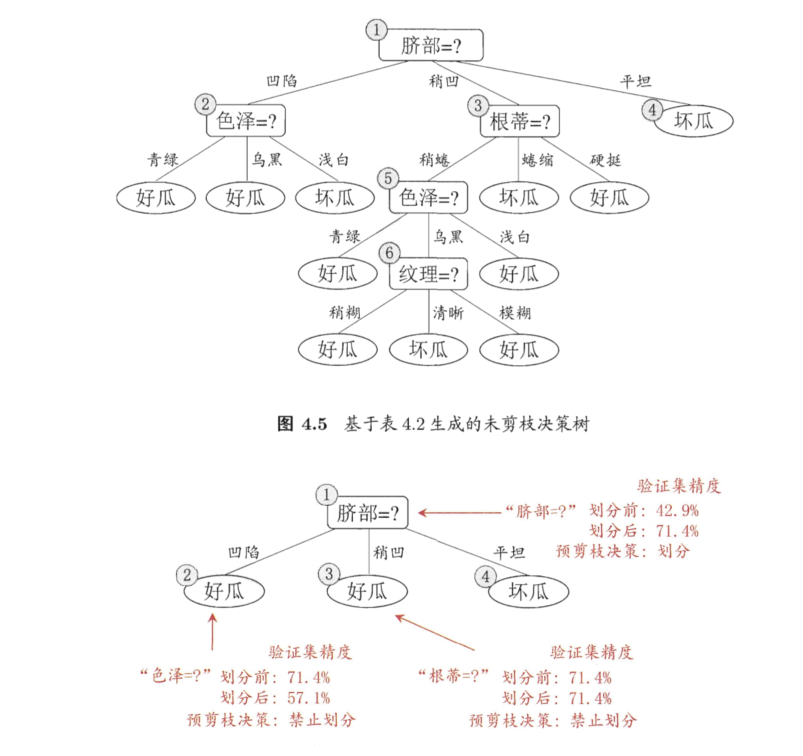 ① 脐部=?
凹陷 稍凹 平坦
② 色泽=? ③ 根蒂=? ④ 坏瓜
青绿 乌黑 浅白 稍蜷 蜷缩 硬挺
好瓜 好瓜 坏瓜 ⑤ 色泽=? 坏瓜 好瓜
青绿 乌黑 浅白
好瓜 ⑥ 纹理=? 好瓜
稍糊 清晰 模糊
好瓜 坏瓜 好瓜
图 4.5 基于表 4.2 生成的未剪枝决策树
验证集精度
① 脐部=? “脐部=?” 划分前: 42.9%
划分后: 71.4%
预剪枝决策: 划分
凹陷 稍凹 平坦
② 好瓜 ③ 好瓜 ④ 坏瓜
验证集精度
“色泽=?” 划分前: 71.4%
划分后: 57.1%
预剪枝决策: 禁止划分
验证集精度
“根蒂=?” 划分前: 71.4%
划分后: 71.4%
预剪枝决策: 禁止划分